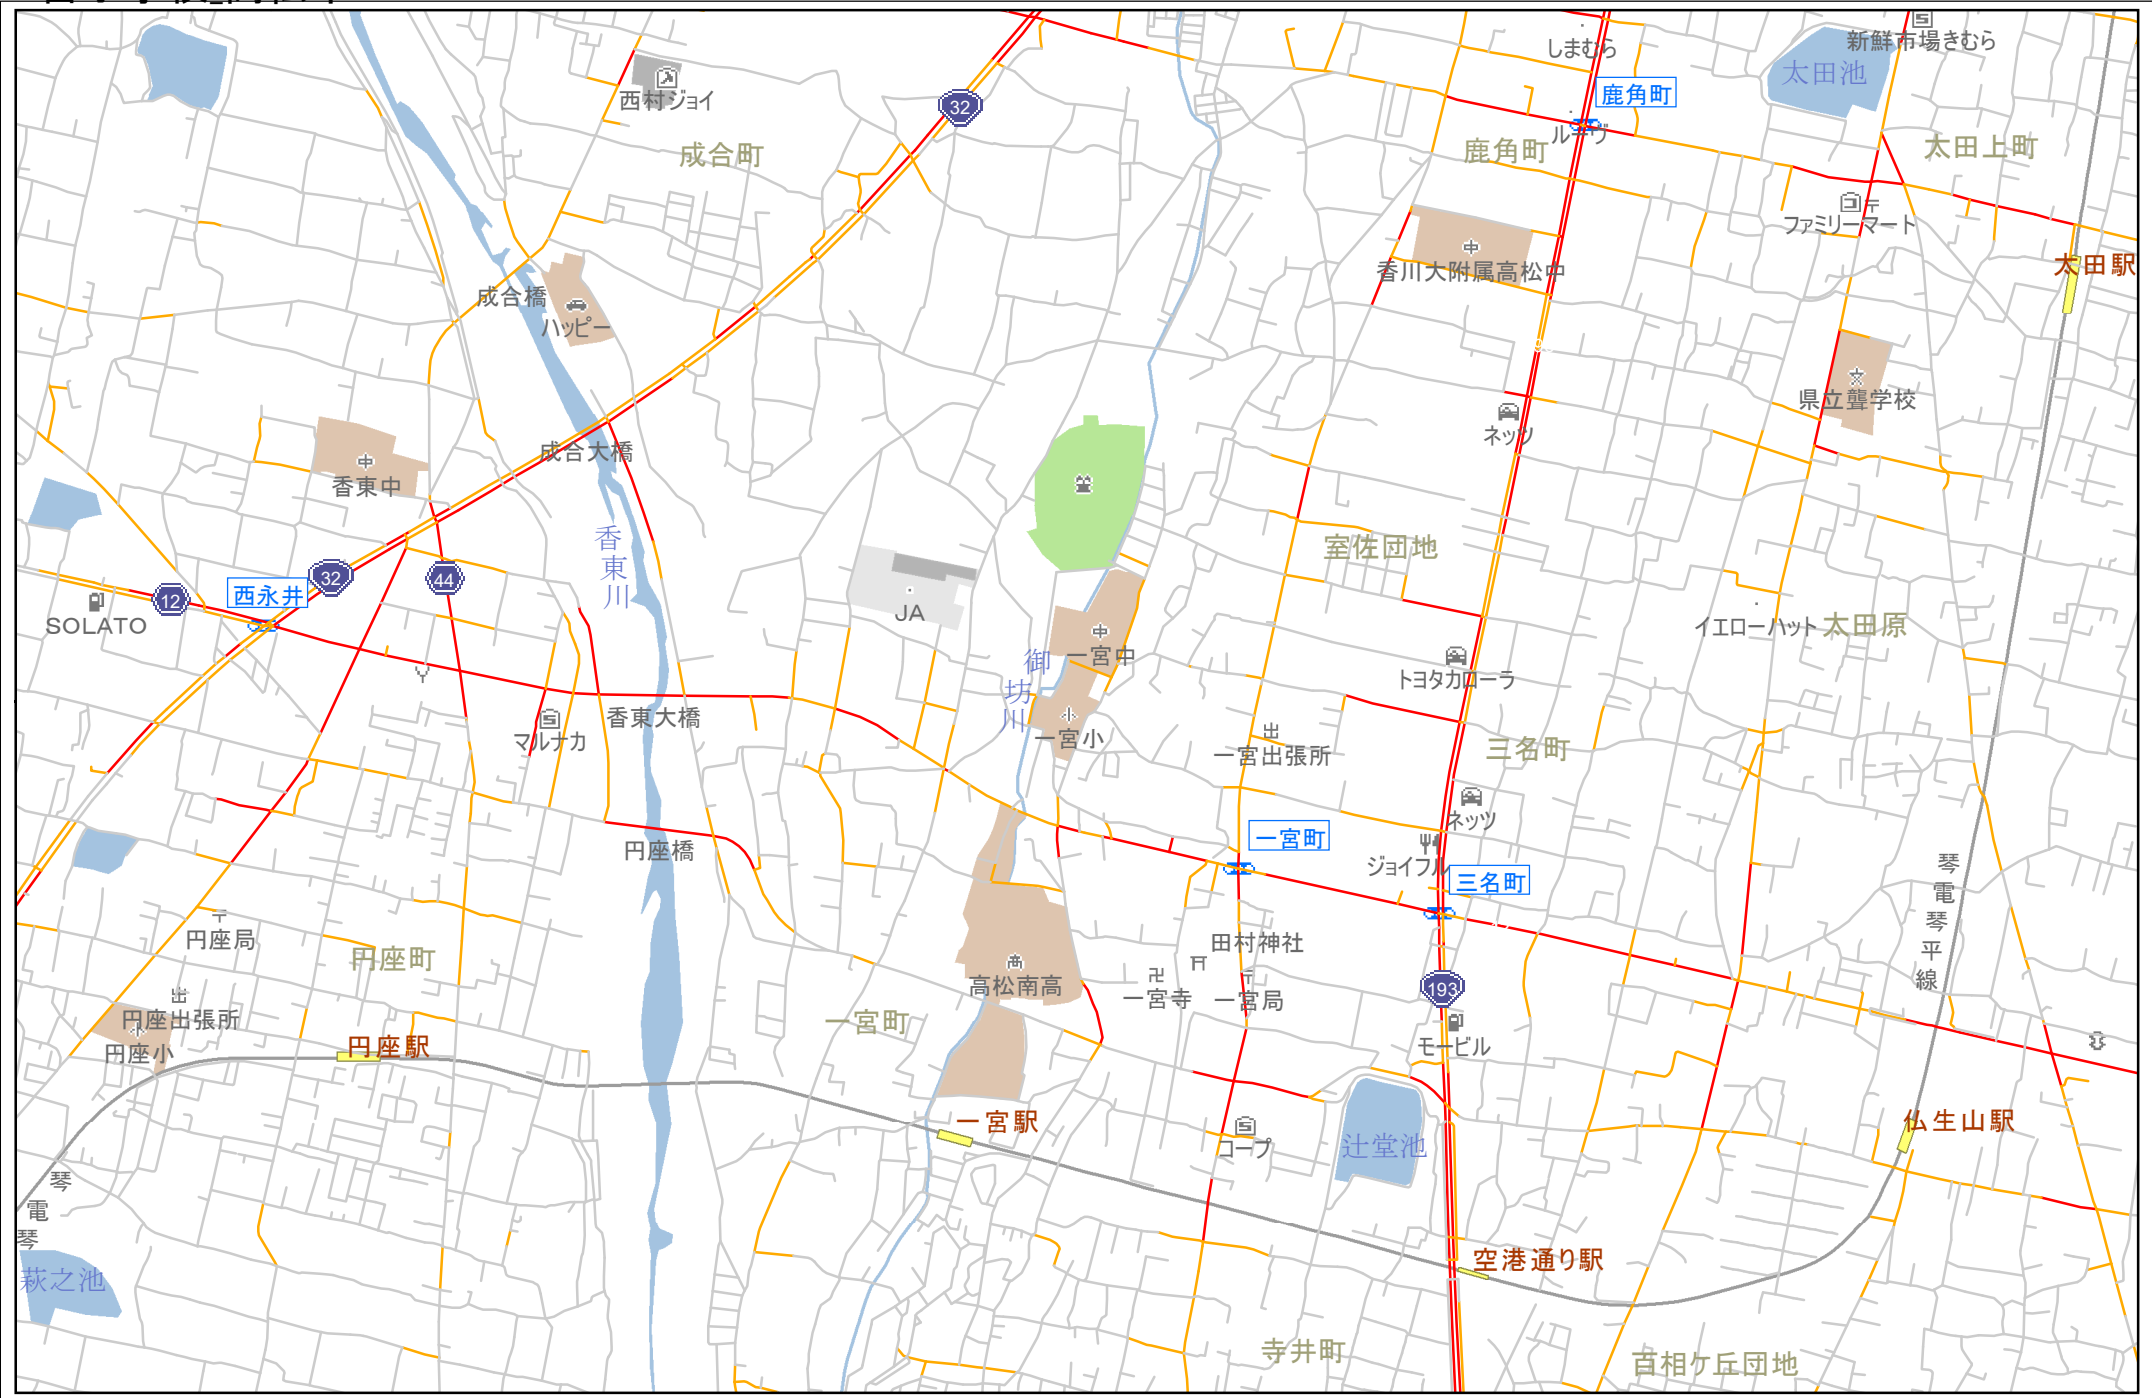 新鮮市場きむら
しまむら
太田池
西村ジョイ
鹿角町
32
ルーヴ
成合町
鹿角町
太田上町
ファミリーマート
太田駅
香川大附属高松中
成合橋
ハッピー
県立聾学校
ネッツ
成合大橋
香東中
香東川
室佐団地
32
44
西永井
12
SOLATO
JA
イエローハット
太田原
一宮中
御坊川
トヨタカローラ
香東大橋
マルナカ
一宮小
一宮出張所
三名町
ネッツ
一宮町
円座橋
ジョイフル
三名町
琴電琴平線
円座局
円座町
田村神社
高松南高
一宮寺
一宮局
193
円座出張所
一宮町
円座小
円座駅
モービル
一宮駅
コープ
辻堂池
仏生山駅
琴電琴
空港通り駅
萩之池
寺井町
百相ケ丘団地